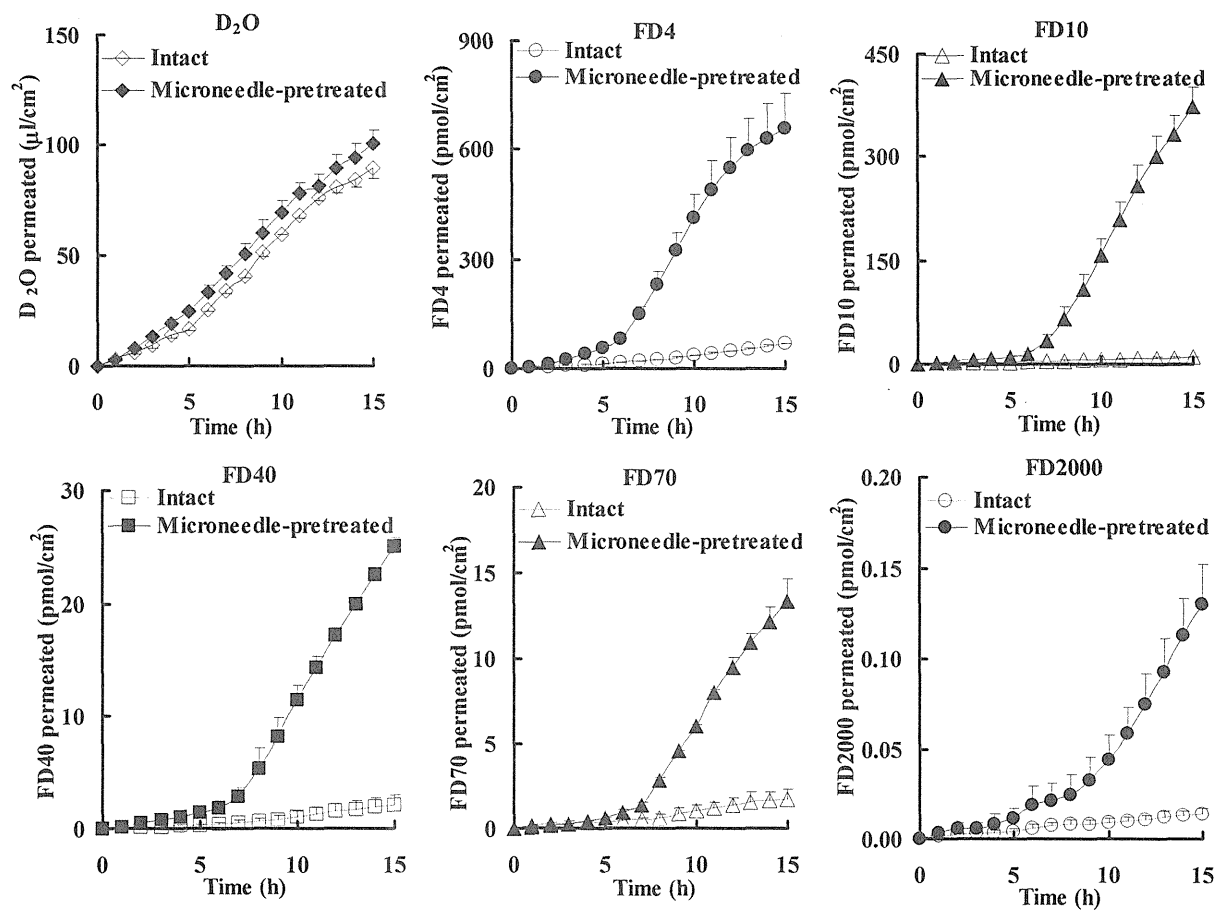 D₂O
150
Intact
Microneedle-pretreated
100
50
0
D₂O permeated (μl/cm²)
0 5 10 15
Time (h)
FD4
900
Intact
Microneedle-pretreated
600
300
0
FD4 permeated (pmol/cm²)
0 5 10 15
Time (h)
FD10
450
Intact
Microneedle-pretreated
300
150
0
FD10 permeated (pmol/cm²)
0 5 10 15
Time (h)
FD40
30
Intact
Microneedle-pretreated
20
10
0
FD40 permeated (pmol/cm²)
0 5 10 15
Time (h)
FD70
20
Intact
Microneedle-pretreated
15
10
5
0
FD70 permeated (pmol/cm²)
0 5 10 15
Time (h)
FD2000
0.20
Intact
Microneedle-pretreated
0.15
0.10
0.05
0.00
FD2000 permeated (pmol/cm²)
0 5 10 15
Time (h)